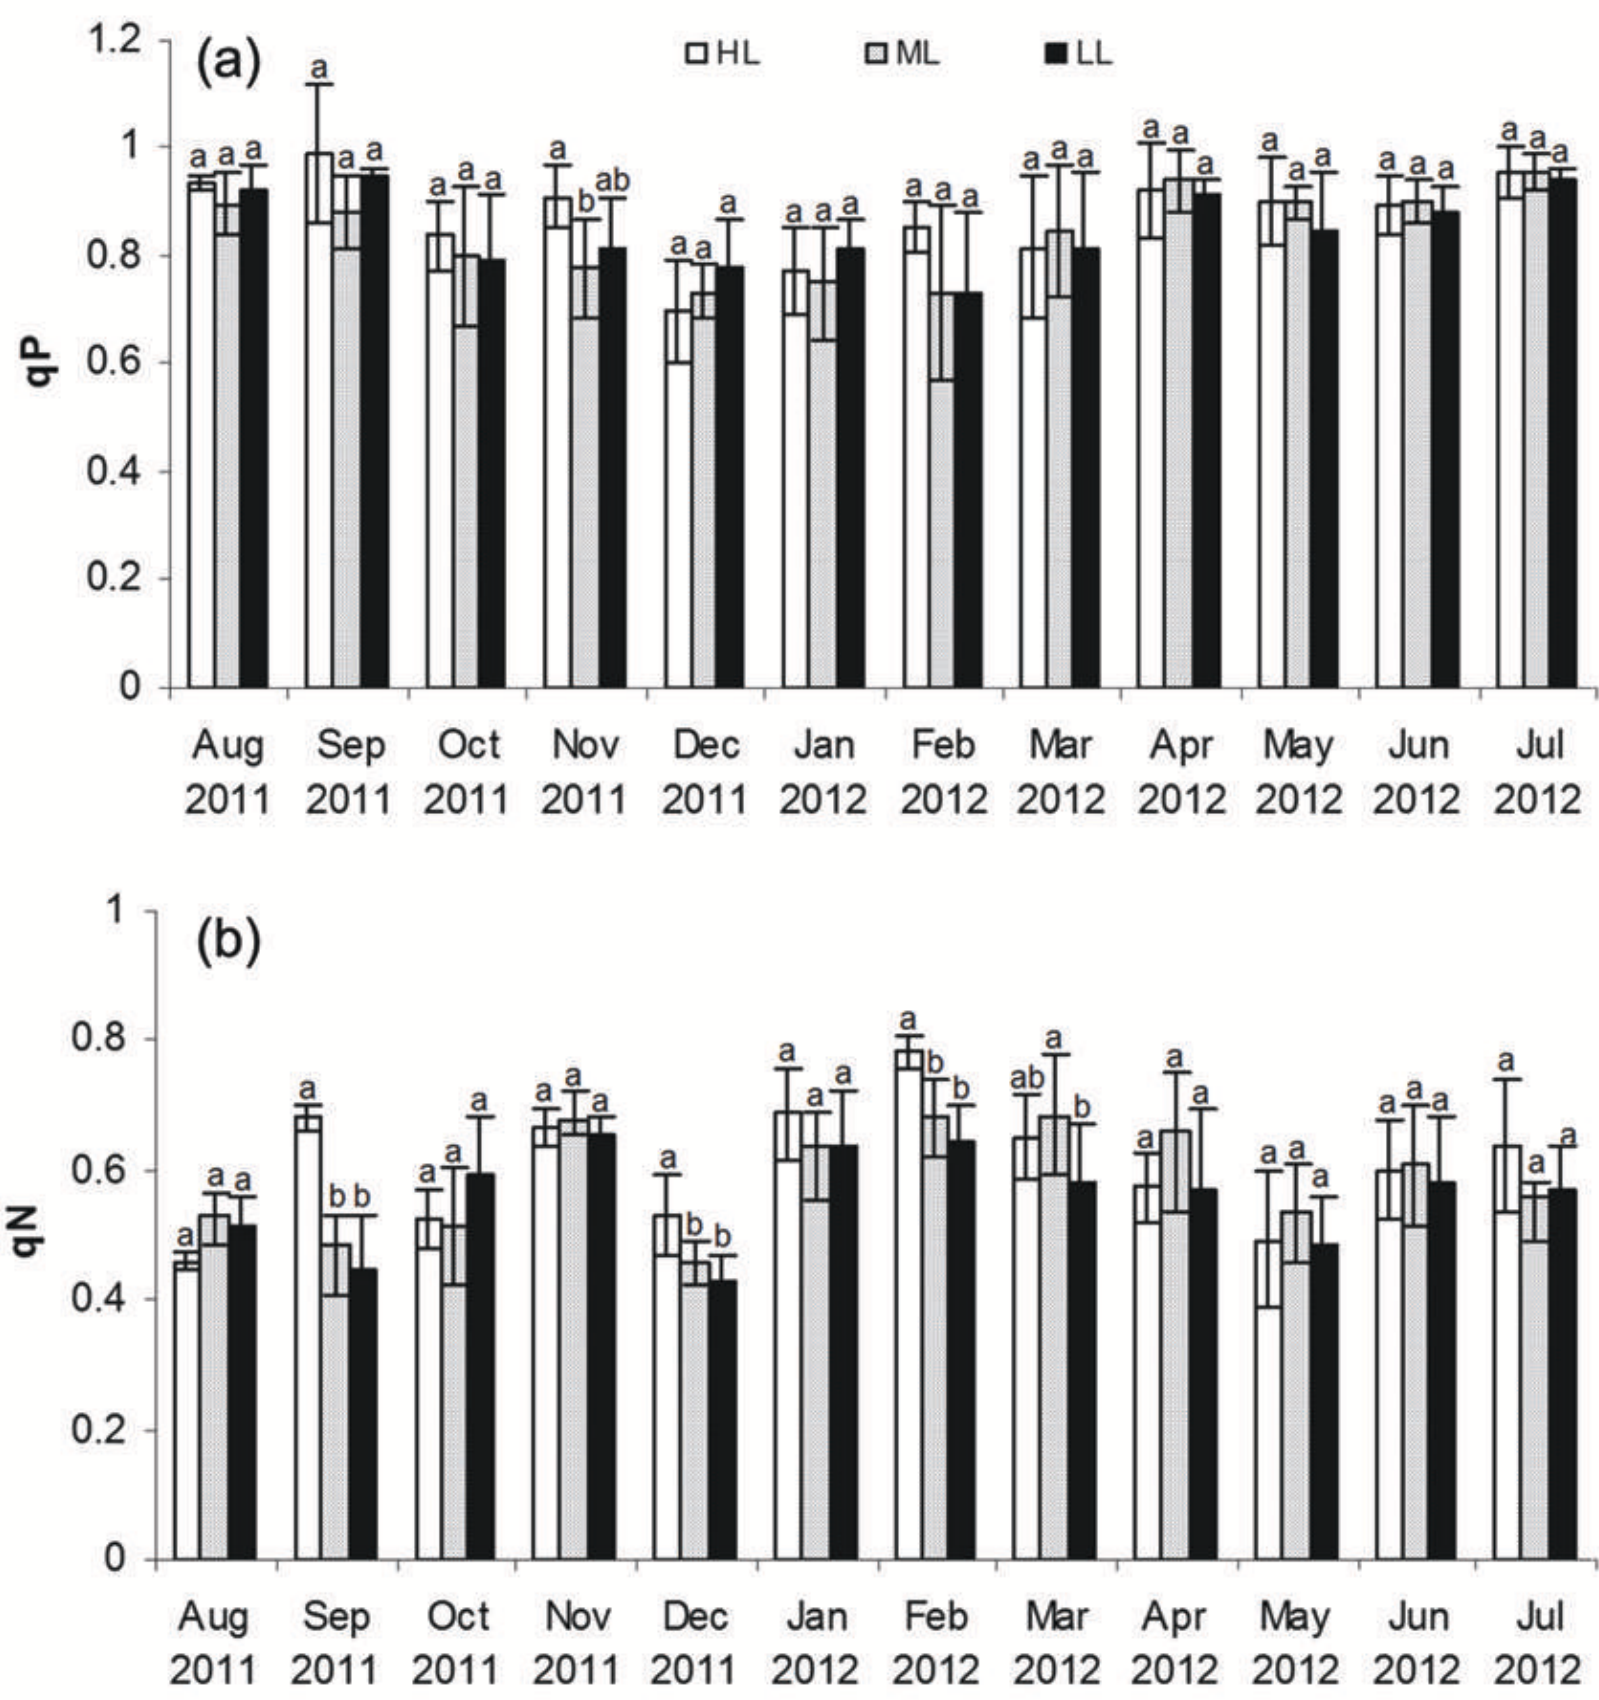 (a) HL ML LL
1.2
1
0.8
0.6
0.4
0.2
0
qP
a a a a a a a a a a b ab a a a a a a a a a a a a a a a a a a a a a a a a
Aug Sep Oct Nov Dec Jan Feb Mar Apr May Jun Jul
2011 2011 2011 2011 2011 2012 2012 2012 2012 2012 2012 2012
(b)
1
0.8
0.6
0.4
0.2
0
qN
a a a a b b a a a a a a a b b a a a a b b ab a b a a a a a a a a a a a a
Aug Sep Oct Nov Dec Jan Feb Mar Apr May Jun Jul
2011 2011 2011 2011 2011 2012 2012 2012 2012 2012 2012 2012